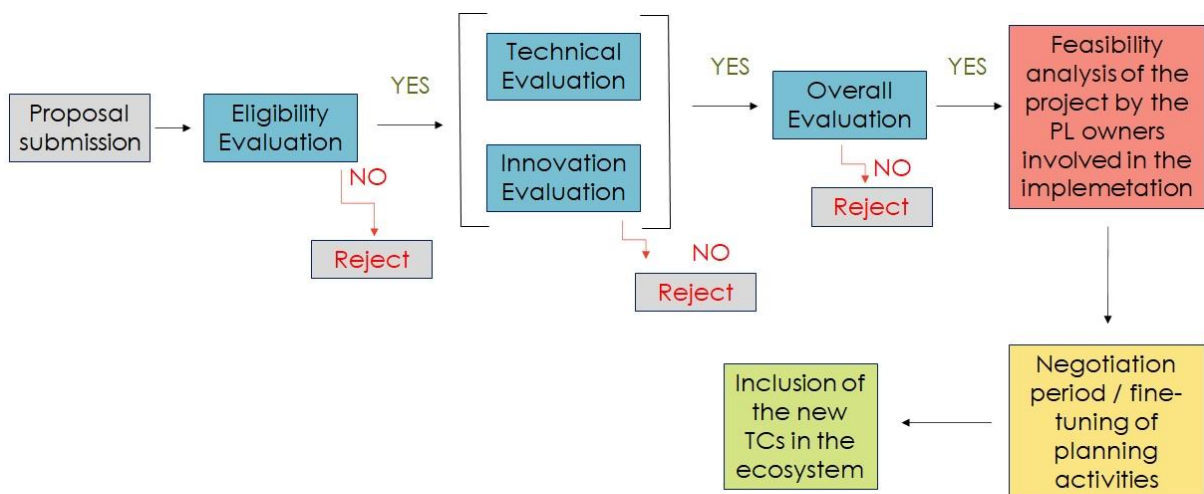 Proposal
submission
Eligibility
Evaluation
NO
Reject
YES
Technical
Evaluation
Innovation
Evaluation
NO
Reject
YES
Overall
Evaluation
NO
Reject
YES
Feasibility
analysis of the
project by the
PL owners
involved in the
implemetation
Negotiation
period / fine-
tuning of
planning
activities
Inclusion of
the new
TCs in the
ecosystem